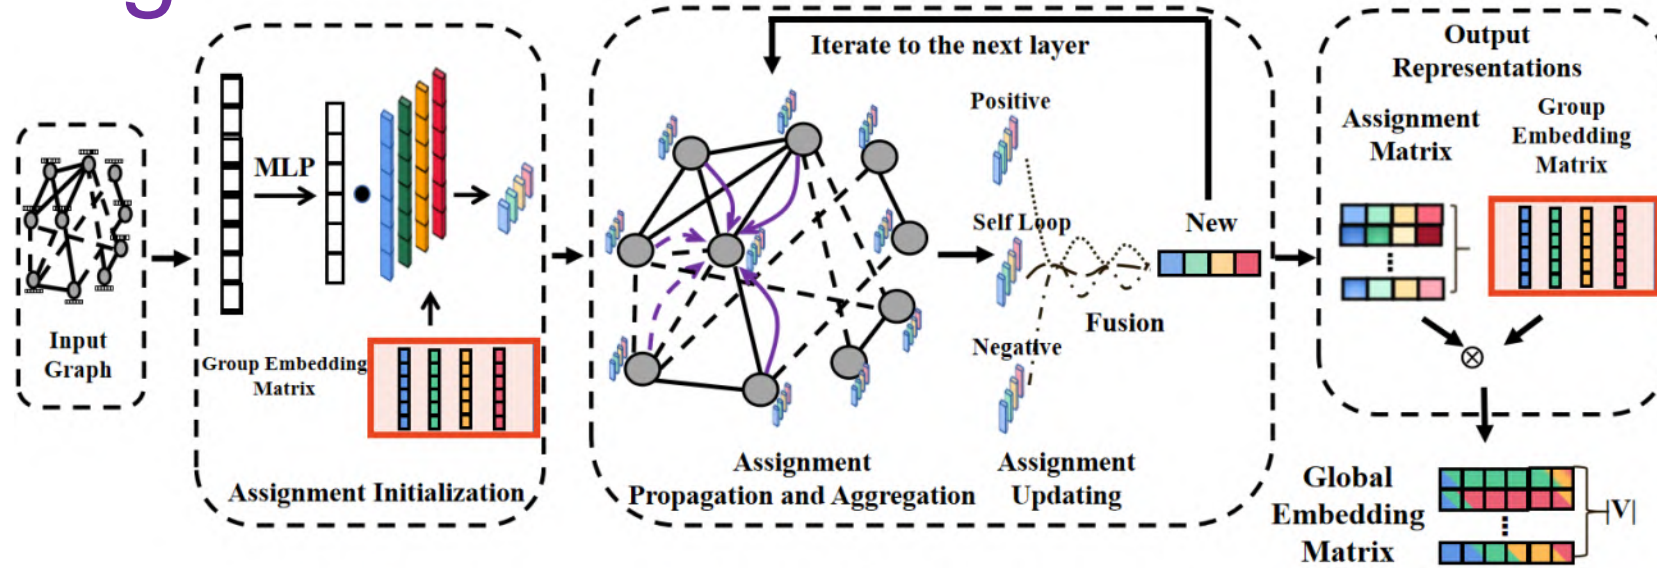 Input
Graph
MLP
Group Embedding
Matrix
Assignment Initialization
Iterate to the next layer
Positive
Self Loop
Negative
New
Fusion
Assignment
Propagation and Aggregation
Assignment
Updating
Output
Representations
Assignment
Matrix
Group
Embedding
Matrix
Global
Embedding
Matrix
|V|